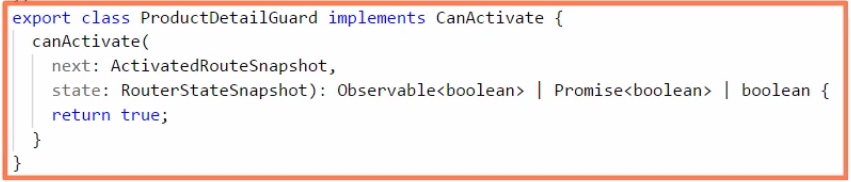 export class ProductDetailGuard implements CanActivate {
  canActivate(
    next: ActivatedRouteSnapshot,
    state: RouterStateSnapshot): Observable<boolean> | Promise<boolean> | boolean {
    return true;
  }
}